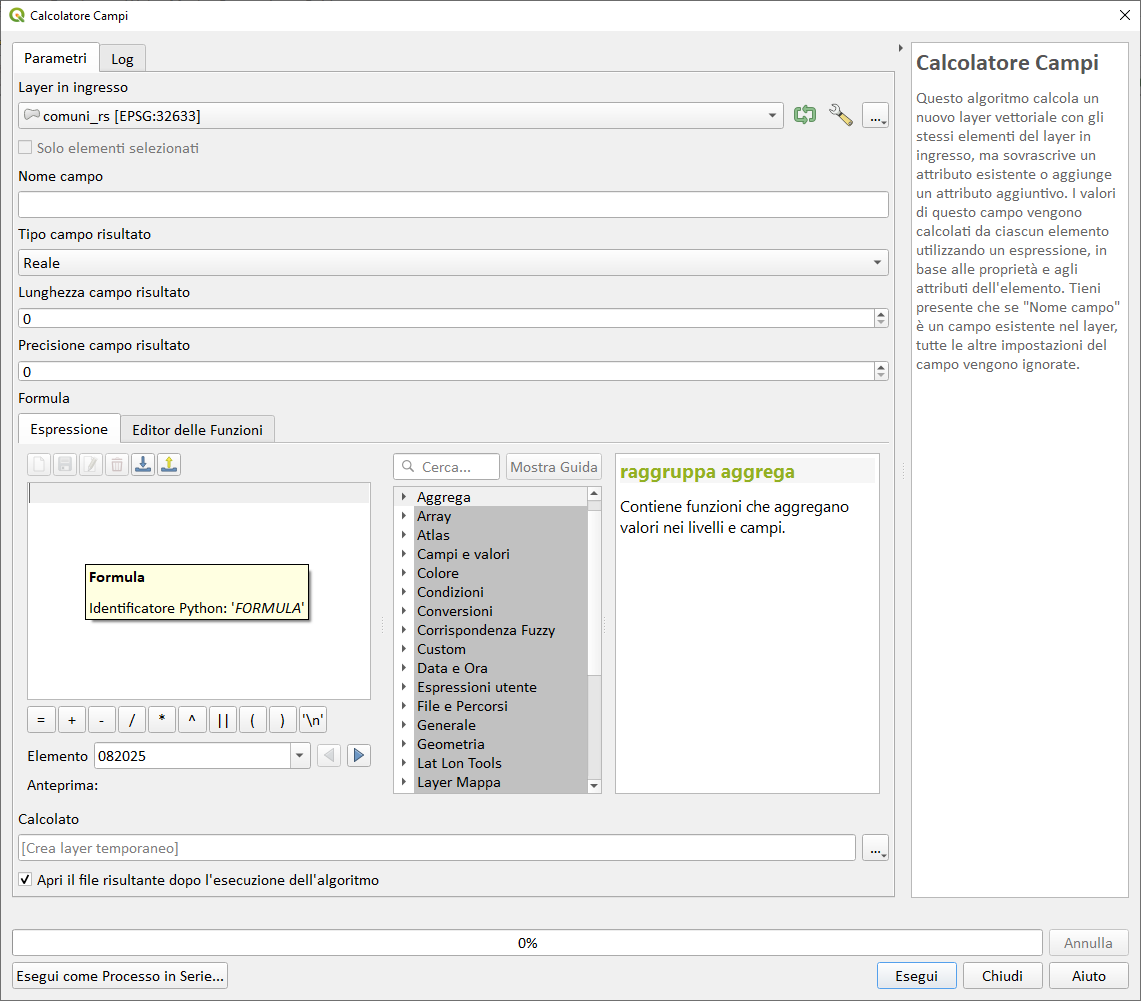 Calcolatore Campi
Parametri
Log
Layer in ingresso
comuni_rs [EPSG:32633]
...
Solo elementi selezionati
Nome campo
Tipo campo risultato
Reale
Lunghezza campo risultato
0
Precisione campo risultato
0
Formula
Espressione
Editor delle Funzioni
Cerca...
Mostra Guida
Formula
Identificatore Python: 'FORMULA'
= + - / * ^ || ( ) '\n'
Elemento
082025
Anteprima:
Aggrega
Array
Atlas
Campi e valori
Colore
Condizioni
Conversioni
Corrispondenza Fuzzy
Custom
Data e Ora
Espressioni utente
File e Percorsi
Generale
Geometria
Lat Lon Tools
Layer Mappa
raggruppa aggrega
Contiene funzioni che aggregano
valori nei livelli e campi.
Calcolato
[Crea layer temporaneo]
...
Apri il file risultante dopo l'esecuzione dell'algoritmo
Calcolatore Campi
Questo algoritmo calcola un
nuovo layer vettoriale con gli
stessi elementi del layer in
ingresso, ma sovrascrive un
attributo esistente o aggiunge
un attributo aggiuntivo. I valori
di questo campo vengono
calcolati da ciascun elemento
utilizzando un espressione, in
base alle proprietà e agli
attributi dell'elemento. Tieni
presente che se "Nome campo"
è un campo esistente nel layer,
tutte le altre impostazioni del
campo vengono ignorate.
0%
Annulla
Esegui come Processo in Serie...
Esegui
Chiudi
Aiuto